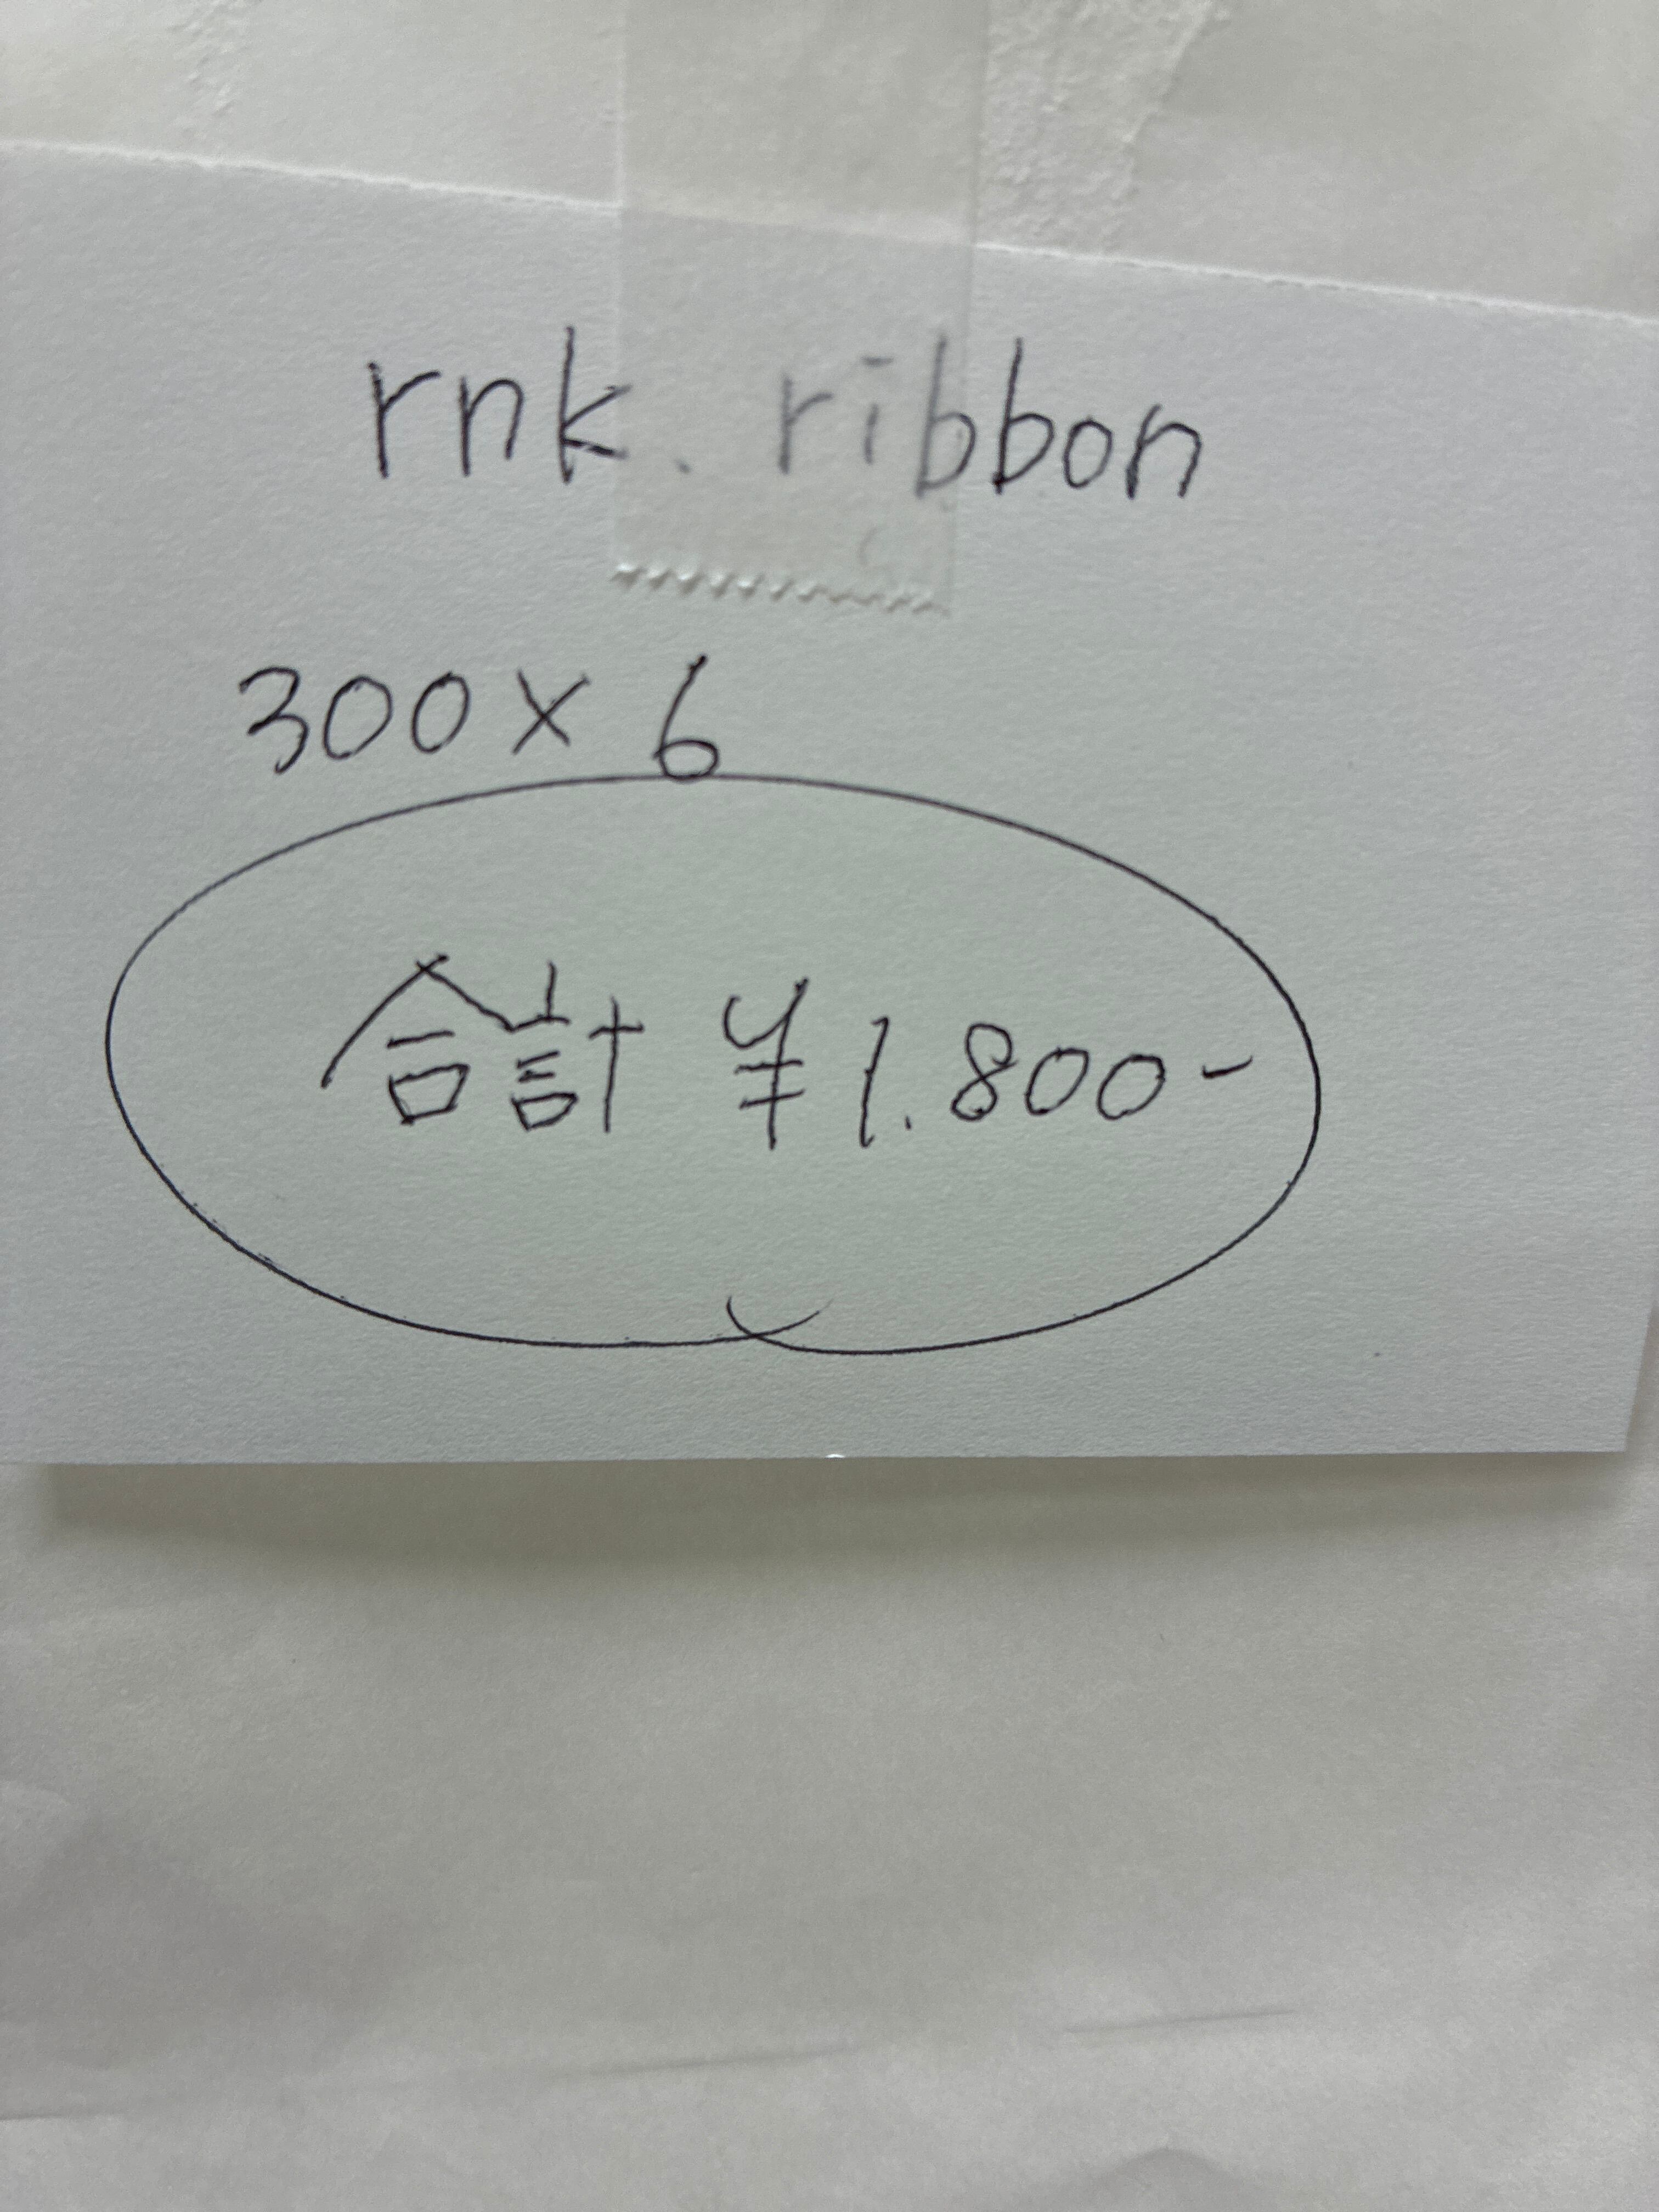 rnk.ribbon
300×6
合計 ¥1.800-